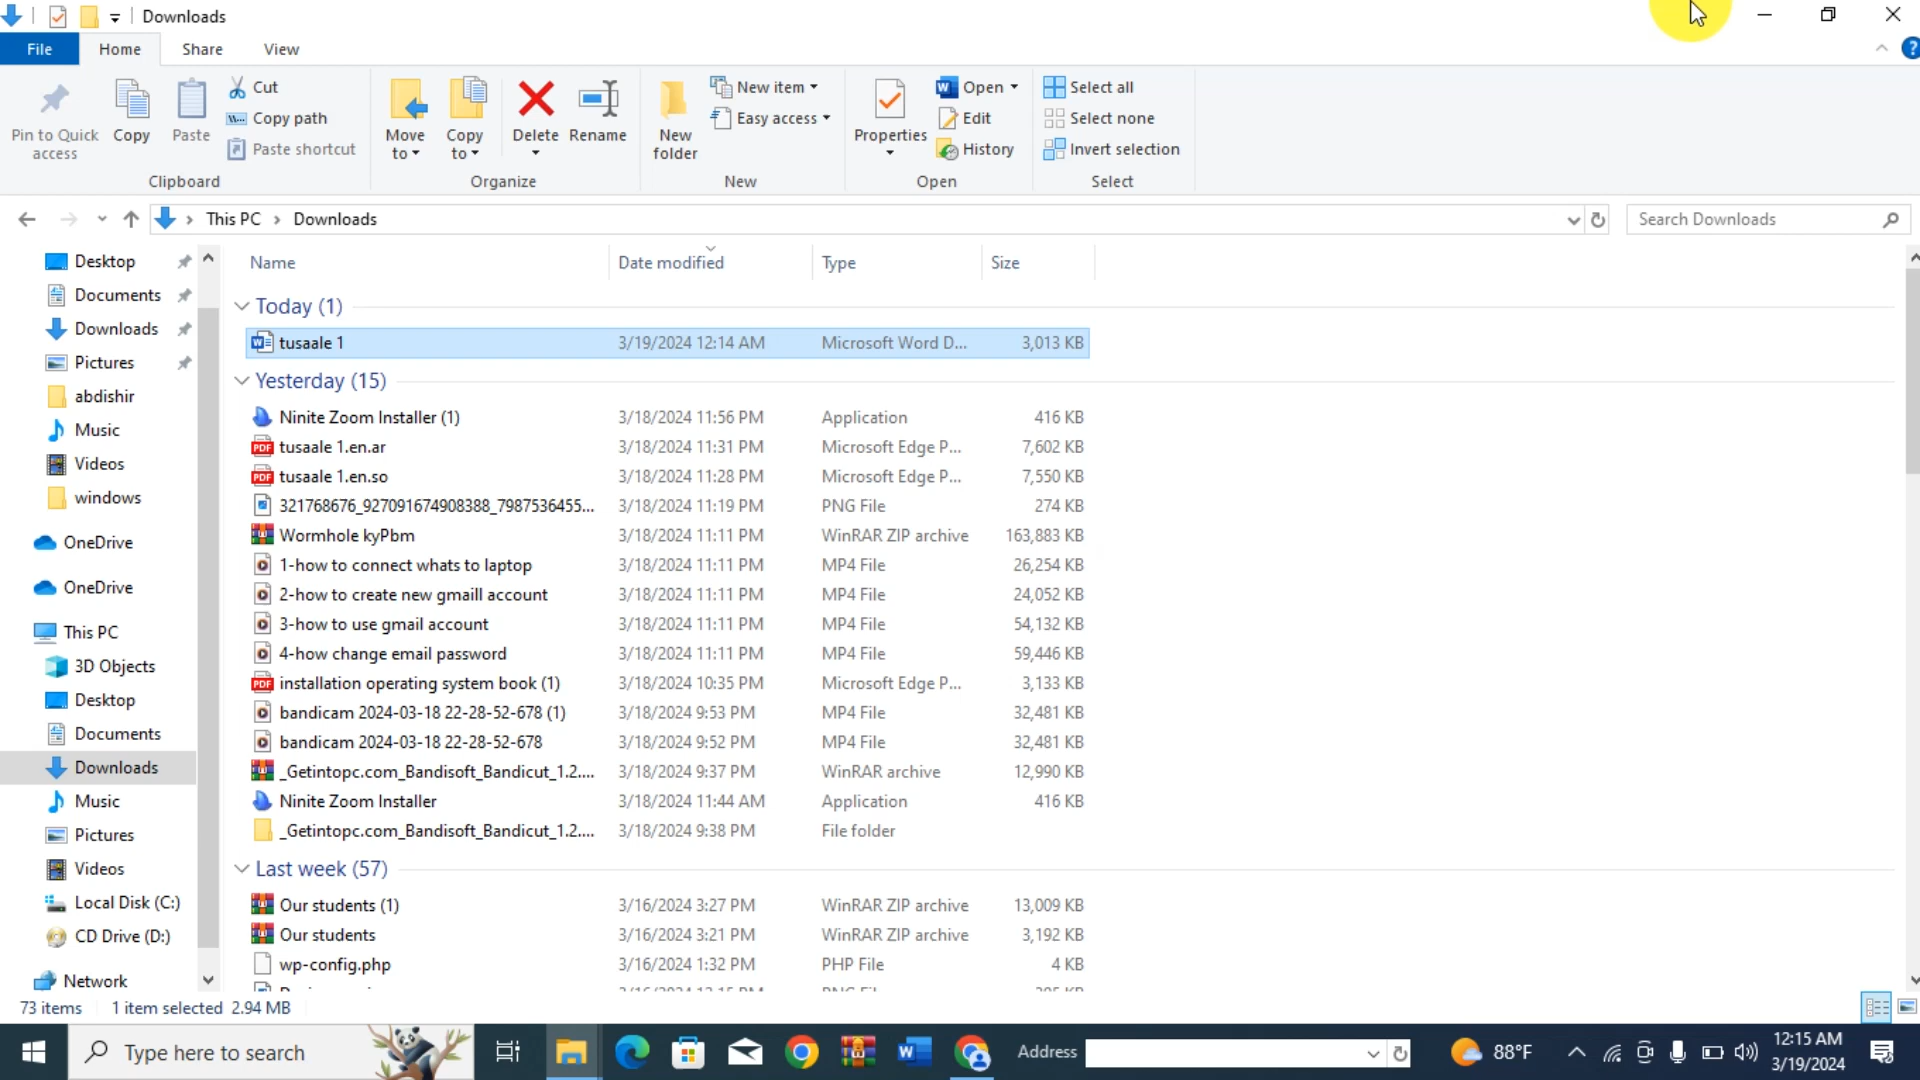 Downloads
File Home Share View
Pin to Quick access
Copy
Paste
Cut
Copy path
Paste shortcut
Clipboard
Move to
Copy to
Delete
Rename
Organize
New folder
New item
Easy access
New
Properties
Open
Edit
History
Open
Select all
Select none
Invert selection
Select
This PC > Downloads
Search Downloads
Desktop
Documents
Downloads
Pictures
abdishir
Music
Videos
windows
OneDrive
OneDrive
This PC
3D Objects
Desktop
Documents
Downloads
Music
Pictures
Videos
Local Disk (C:)
CD Drive (D:)
Network
Name Date modified Type Size
Today (1)
tusaale 1 3/19/2024 12:14 AM Microsoft Word D... 3,013 KB
Yesterday (15)
Ninite Zoom Installer (1) 3/18/2024 11:56 PM Application 416 KB
tusaale 1.en.ar 3/18/2024 11:31 PM Microsoft Edge P... 7,602 KB
tusaale 1.en.so 3/18/2024 11:28 PM Microsoft Edge P... 7,550 KB
321768676_927091674908388_7987536455... 3/18/2024 11:19 PM PNG File 274 KB
Wormhole kyPbm 3/18/2024 11:11 PM WinRAR ZIP archive 163,883 KB
1-how to connect whats to laptop 3/18/2024 11:11 PM MP4 File 26,254 KB
2-how to create new gmaill account 3/18/2024 11:11 PM MP4 File 24,052 KB
3-how to use gmail account 3/18/2024 11:11 PM MP4 File 54,132 KB
4-how change email password 3/18/2024 11:11 PM MP4 File 59,446 KB
installation operating system book (1) 3/18/2024 10:35 PM Microsoft Edge P... 3,133 KB
bandicam 2024-03-18 22-28-52-678 (1) 3/18/2024 9:53 PM MP4 File 32,481 KB
bandicam 2024-03-18 22-28-52-678 3/18/2024 9:52 PM MP4 File 32,481 KB
_Getintopc.com_Bandisoft_Bandicut_1.2.... 3/18/2024 9:37 PM WinRAR archive 12,990 KB
Ninite Zoom Installer 3/18/2024 11:44 AM Application 416 KB
_Getintopc.com_Bandisoft_Bandicut_1.2.... 3/18/2024 9:38 PM File folder
Last week (57)
Our students (1) 3/16/2024 3:27 PM WinRAR ZIP archive 13,009 KB
Our students 3/16/2024 3:21 PM WinRAR ZIP archive 3,192 KB
wp-config.php 3/16/2024 1:32 PM PHP File 4 KB
73 items 1 item selected 2.94 MB
Type here to search
Address
88°F
12:15 AM
3/19/2024